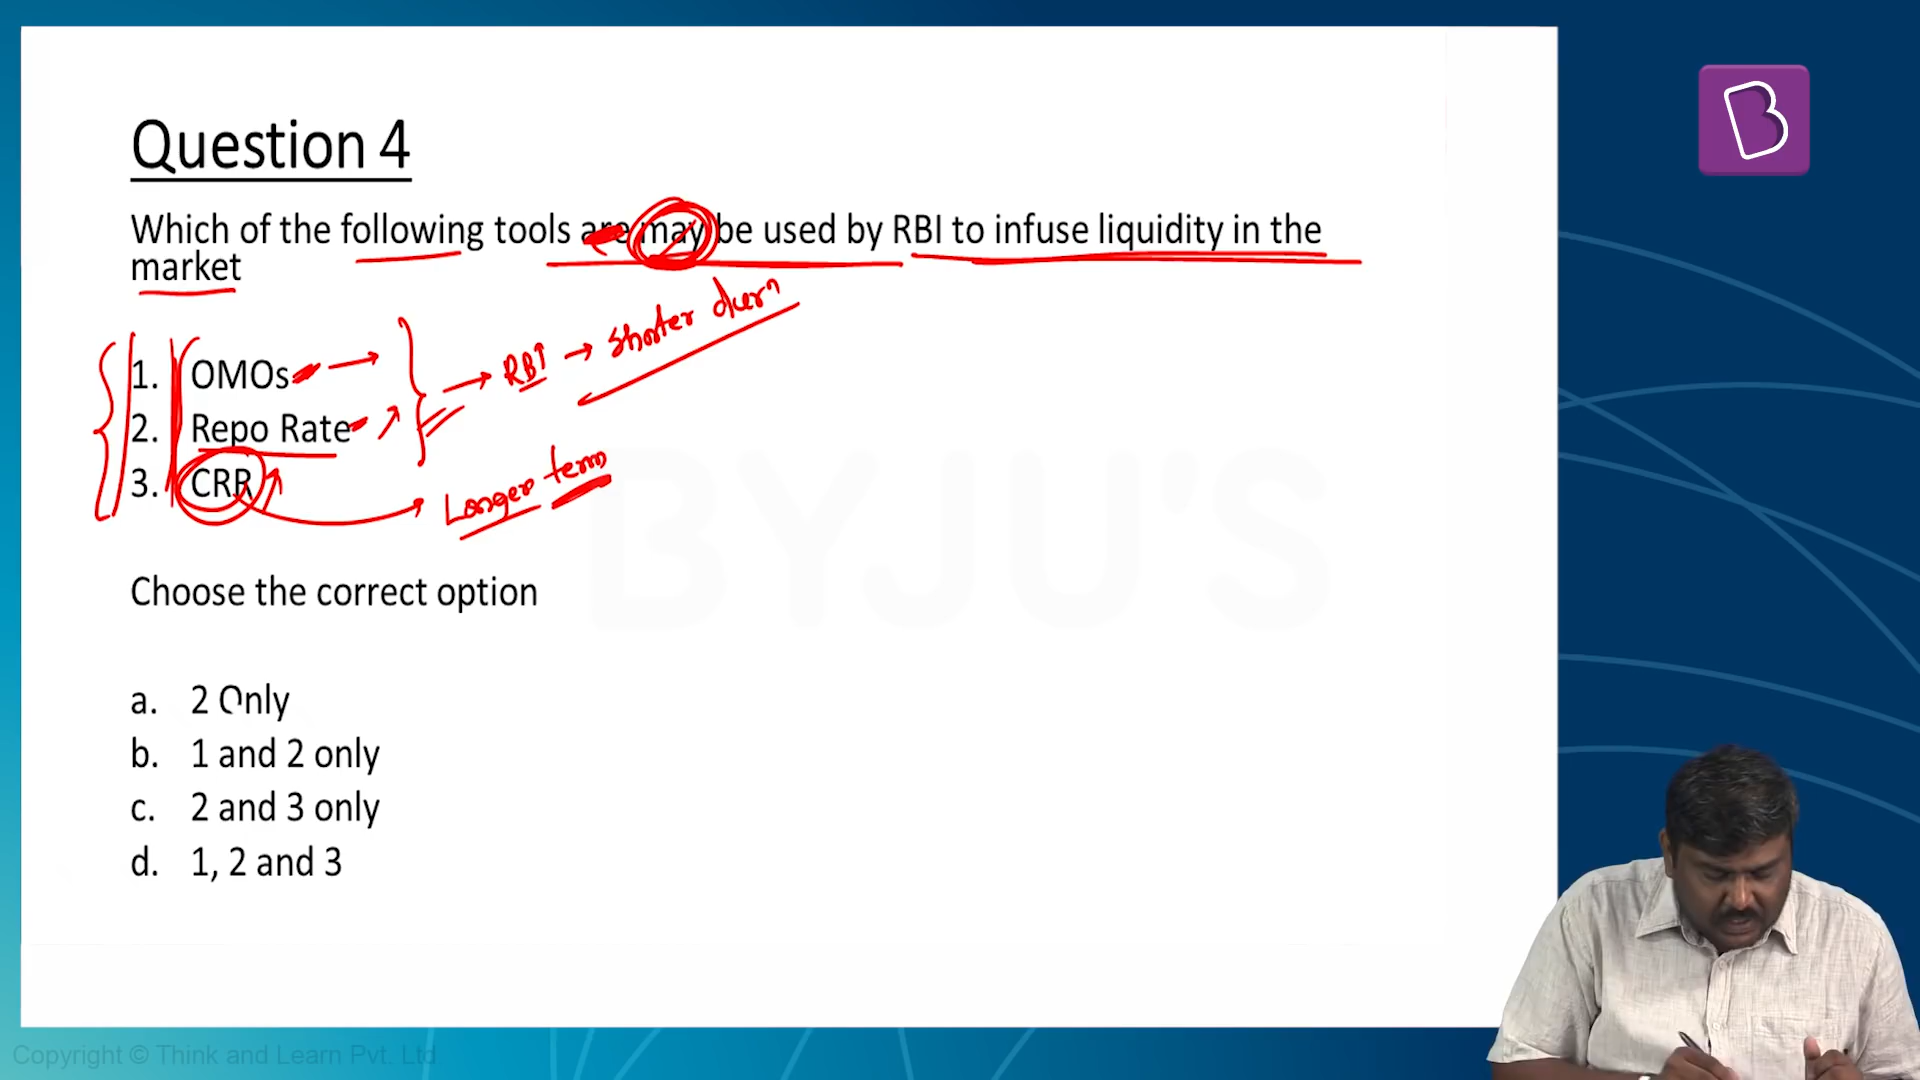 Question 4
Which of the following tools are may be used by RBI to infuse liquidity in the
market
1. OMOs
2. Repo Rate
3. CRR
→ RBI → Shorter durn
Longer term
Choose the correct option
a. 2 Only
b. 1 and 2 only
c. 2 and 3 only
d. 1, 2 and 3
BYJU'S
Copyright © Think and Learn Pvt. Ltd